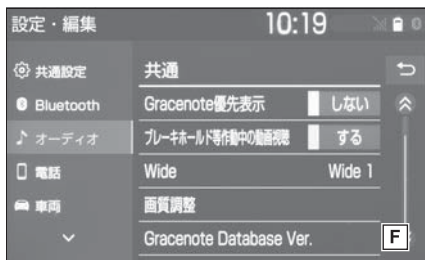 設定・編集 10:19
共通設定
Bluetooth
オーディオ
電話
車両
共通
Gracenote優先表示 しない
ブレーキホールド等作動中の動画視聴 する
Wide Wide 1
画質調整
Gracenote Database Ver.
F